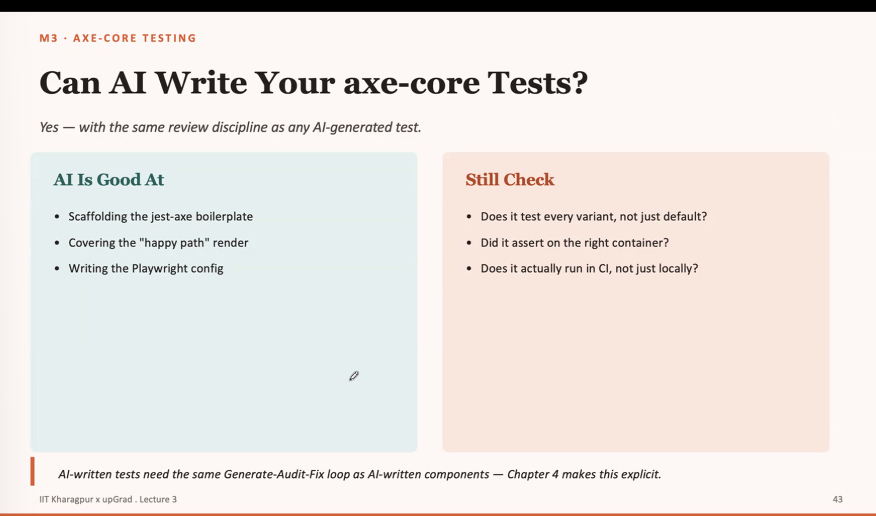 M3 · AXE-CORE TESTING
Can AI Write Your axe-core Tests?
Yes — with the same review discipline as any AI-generated test.
AI Is Good At
• Scaffolding the jest-axe boilerplate
• Covering the "happy path" render
• Writing the Playwright config
Still Check
• Does it test every variant, not just default?
• Did it assert on the right container?
• Does it actually run in CI, not just locally?
AI-written tests need the same Generate-Audit-Fix loop as AI-written components — Chapter 4 makes this explicit.
IIT Kharagpur x upGrad . Lecture 3
43